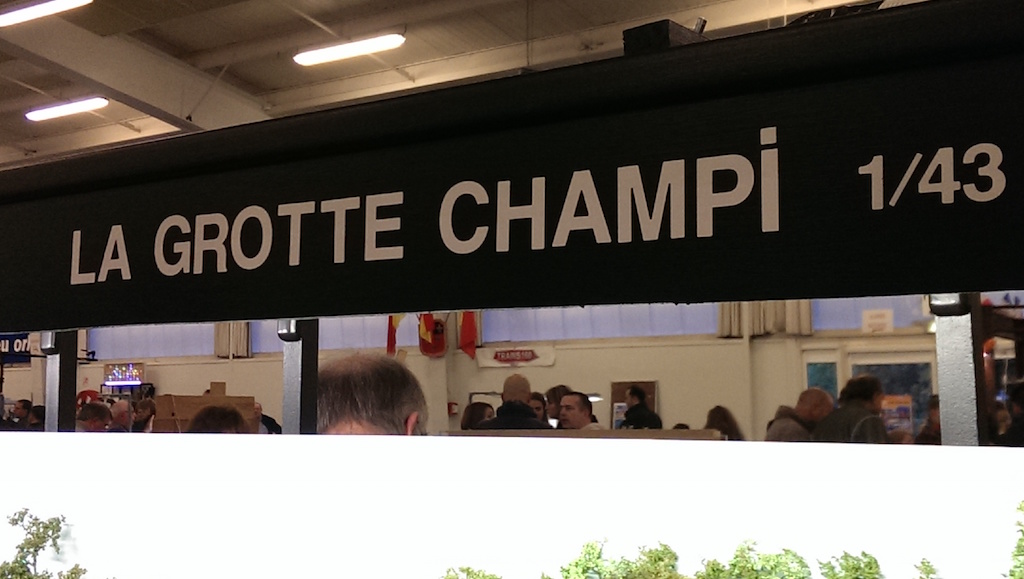 LA GROTTE CHAMPi 1/43